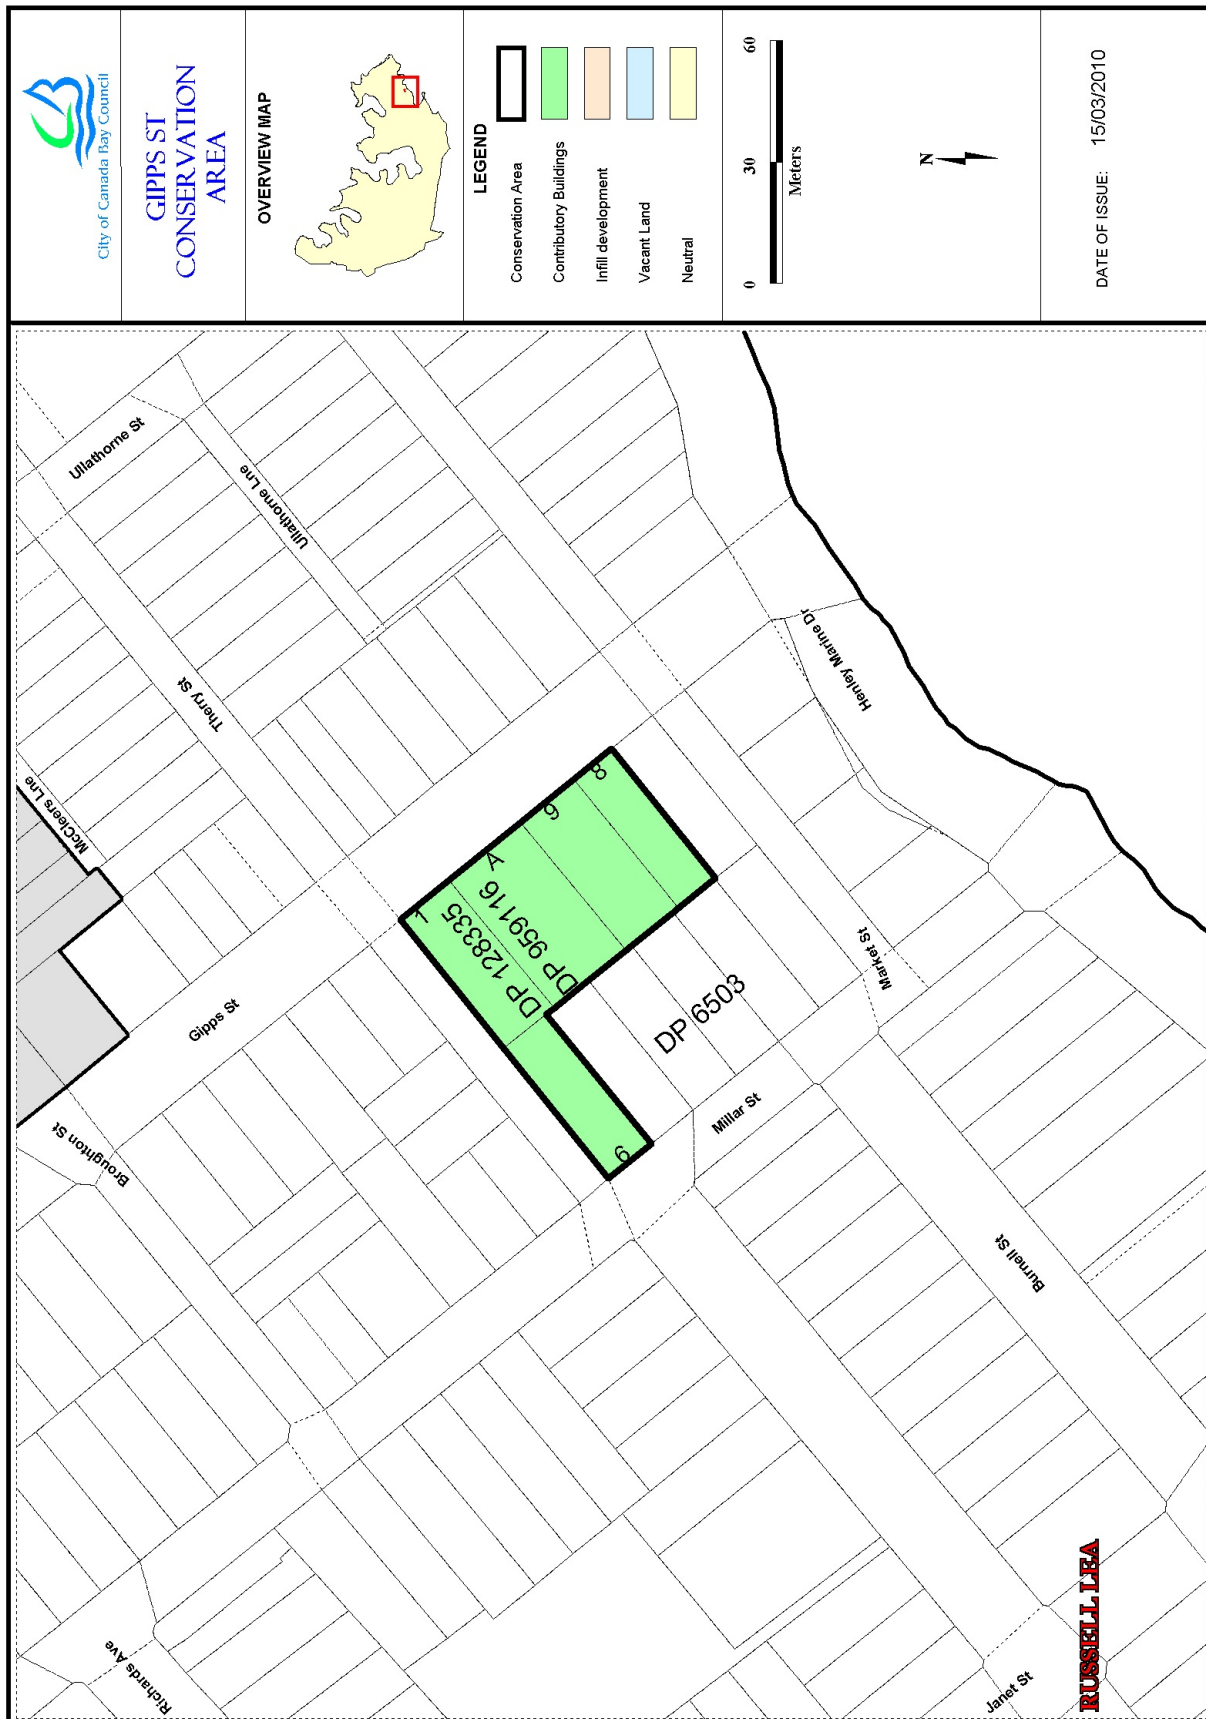 City of Canada Bay Council
GIPPS ST
CONSERVATION
AREA
OVERVIEW MAP
LEGEND
Conservation Area
Contributory Buildings
Infill development
Vacant Land
Neutral
0 30 60
Meters
N
DATE OF ISSUE: 15/03/2010
Ullathorne St
Ullathorne Lne
Therry St
McCleers Lne
Gipps St
Broughton St
Henley Marine Dr
Market St
Millar St
Burnell St
Richards Ave
Janet St
RUSSELL LEA
1
DP 128335
A
DP 959116
9
8
DP 6503
6